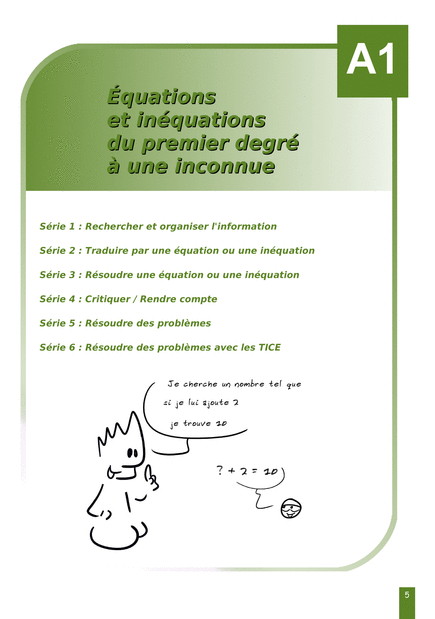 A1
Équations
et inéquations
du premier degré
à une inconnue
Série 1 : Rechercher et organiser l'information
Série 2 : Traduire par une équation ou une inéquation
Série 3 : Résoudre une équation ou une inéquation
Série 4 : Critiquer / Rendre compte
Série 5 : Résoudre des problèmes
Série 6 : Résoudre des problèmes avec les TICE
Je cherche un nombre tel que
si je lui ajoute 2
je trouve 10
? + 2 = 10
5